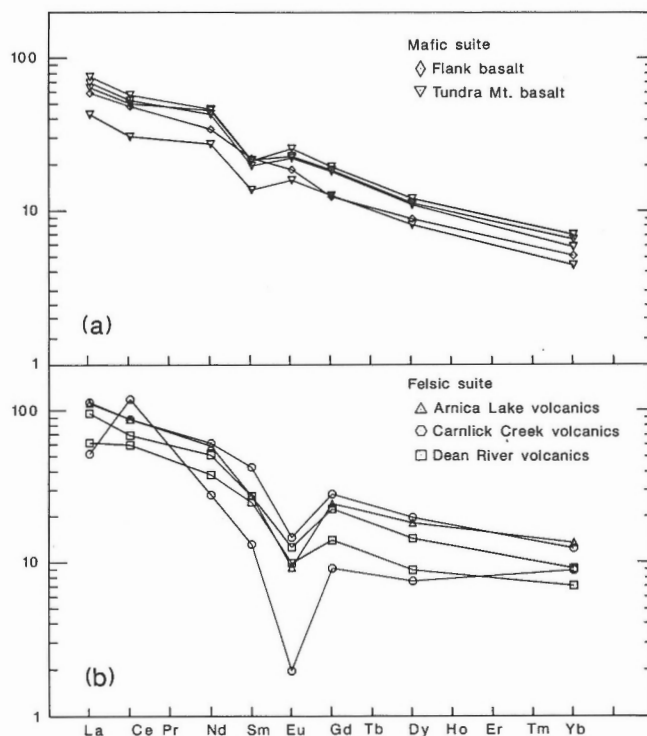 100
10
1
(a)
Mafic suite
Flank basalt
Tundra Mt. basalt
100
10
1
(b)
Felsic suite
Arnica Lake volcanics
Carnlick Creek volcanics
Dean River volcanics
La Ce Pr Nd Sm Eu Gd Tb Dy Ho Er Tm Yb